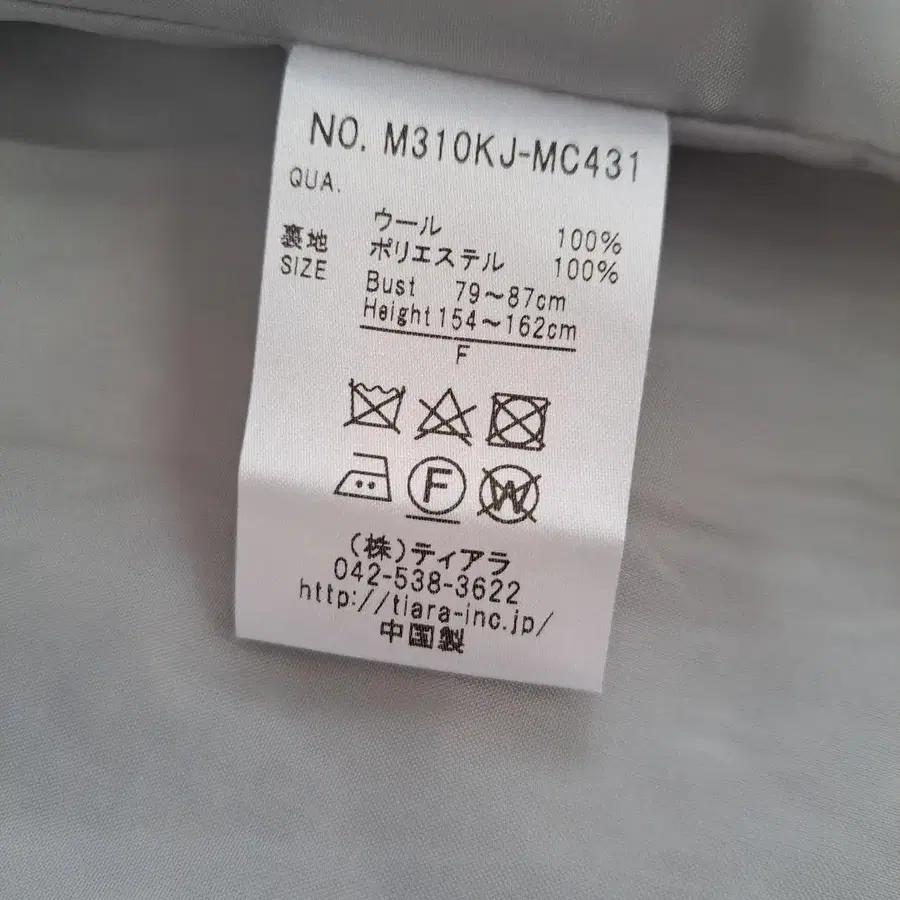 NO. M310KJ-MC431
QUA.
ウール 100%
裏地 ポリエステル 100%
SIZE Bust 79～87cm
Height 154～162cm
F
F W
(株)ティアラ
042-538-3622
http://tiara-inc.jp/
中国製